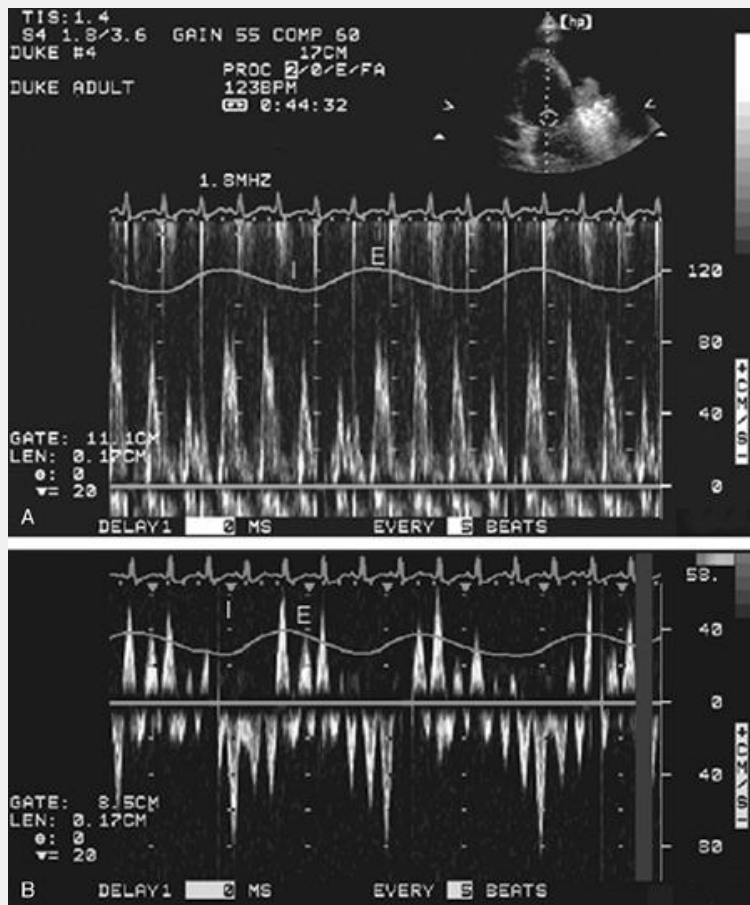 TIS:1.4
S4 1.8/3.6 GAIN 55 COMP 60
DUKE #4 17CM
PROC 2/0/E/FA
DUKE ADULT 123BPM
0:44:32
[hp]
1.8MHZ
I E
120
80
40
0
CM/S
GATE: 11.1CM
LEN: 0.17CM
θ: 0
▼= 20
A
DELAY1 0 MS EVERY 5 BEATS
58.
I E
40
0
40
80
CM/S
GATE: 8.5CM
LEN: 0.17CM
θ: 0
▼= 20
B
DELAY1 0 MS EVERY 5 BEATS